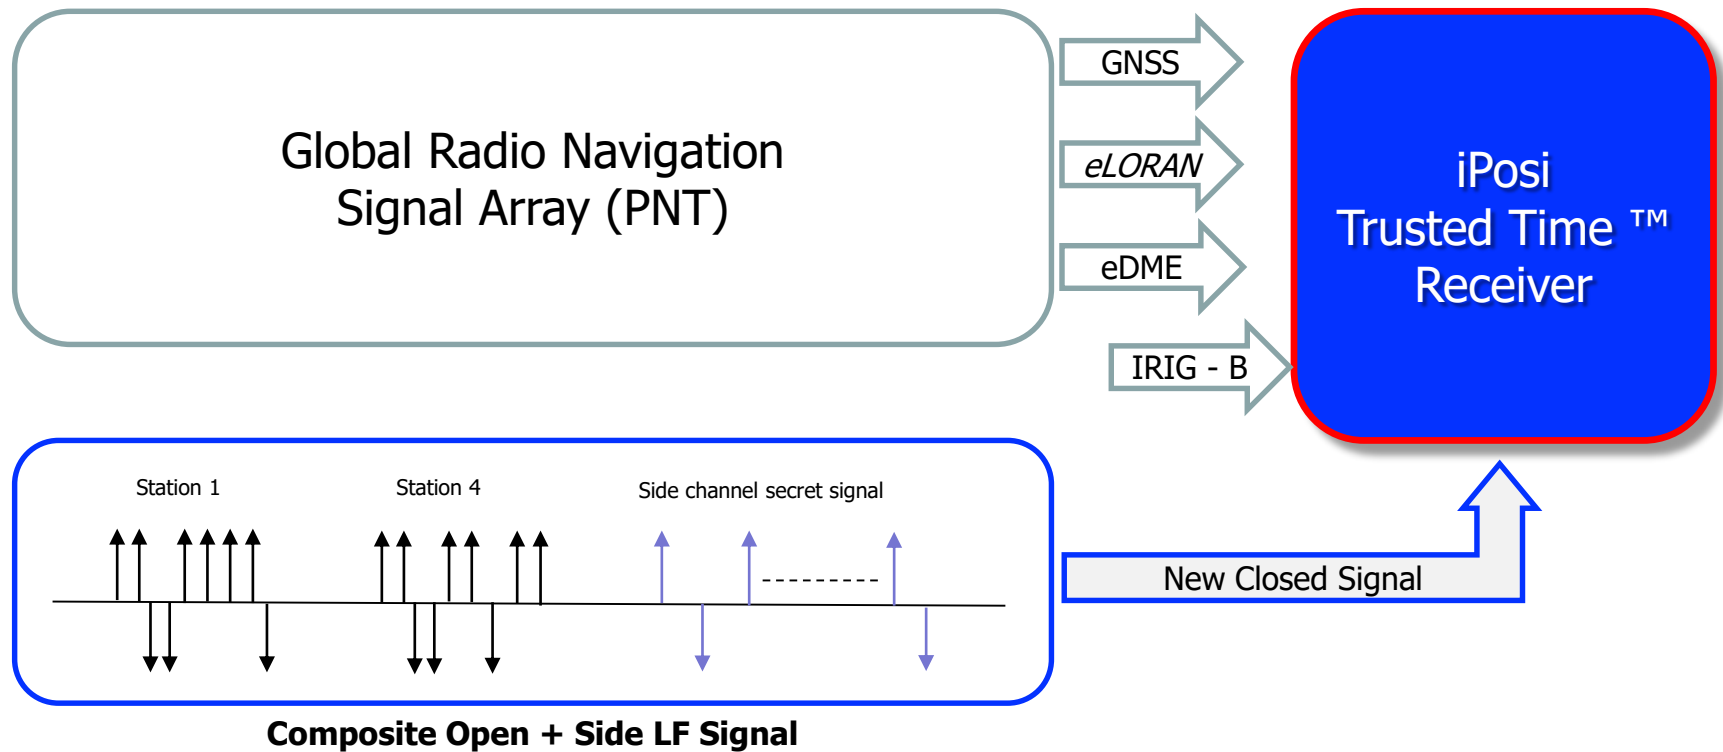 Global Radio Navigation
Signal Array (PNT)
GNSS
eLORAN
eDME
IRIG - B
iPosi
Trusted Time ™
Receiver
Station 1
Station 4
Side channel secret signal
New Closed Signal
Composite Open + Side LF Signal